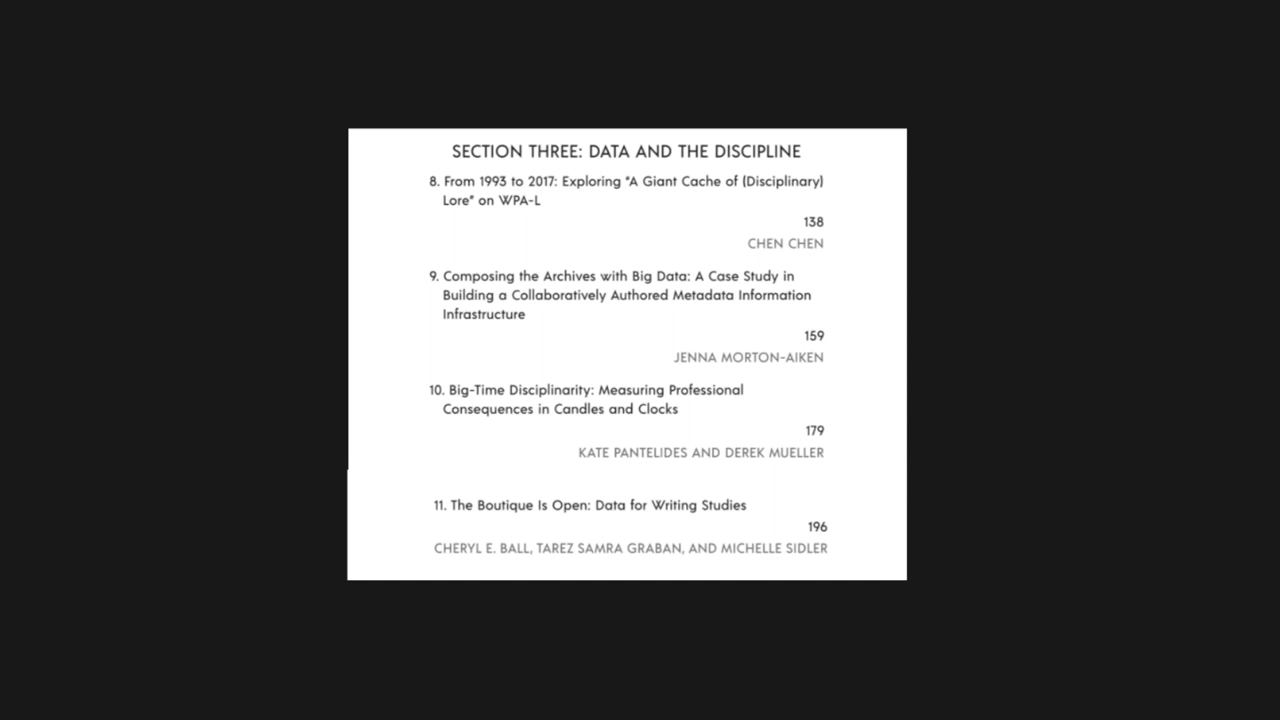 SECTION THREE: DATA AND THE DISCIPLINE
8. From 1993 to 2017: Exploring "A Giant Cache of (Disciplinary)
Lore" on WPA-L
138
CHEN CHEN
9. Composing the Archives with Big Data: A Case Study in
Building a Collaboratively Authored Metadata Information
Infrastructure
159
JENNA MORTON-AIKEN
10. Big-Time Disciplinarity: Measuring Professional
Consequences in Candles and Clocks
179
KATE PANTELIDES AND DEREK MUELLER
11. The Boutique Is Open: Data for Writing Studies
196
CHERYL E. BALL, TAREZ SAMRA GRABAN, AND MICHELLE SIDLER